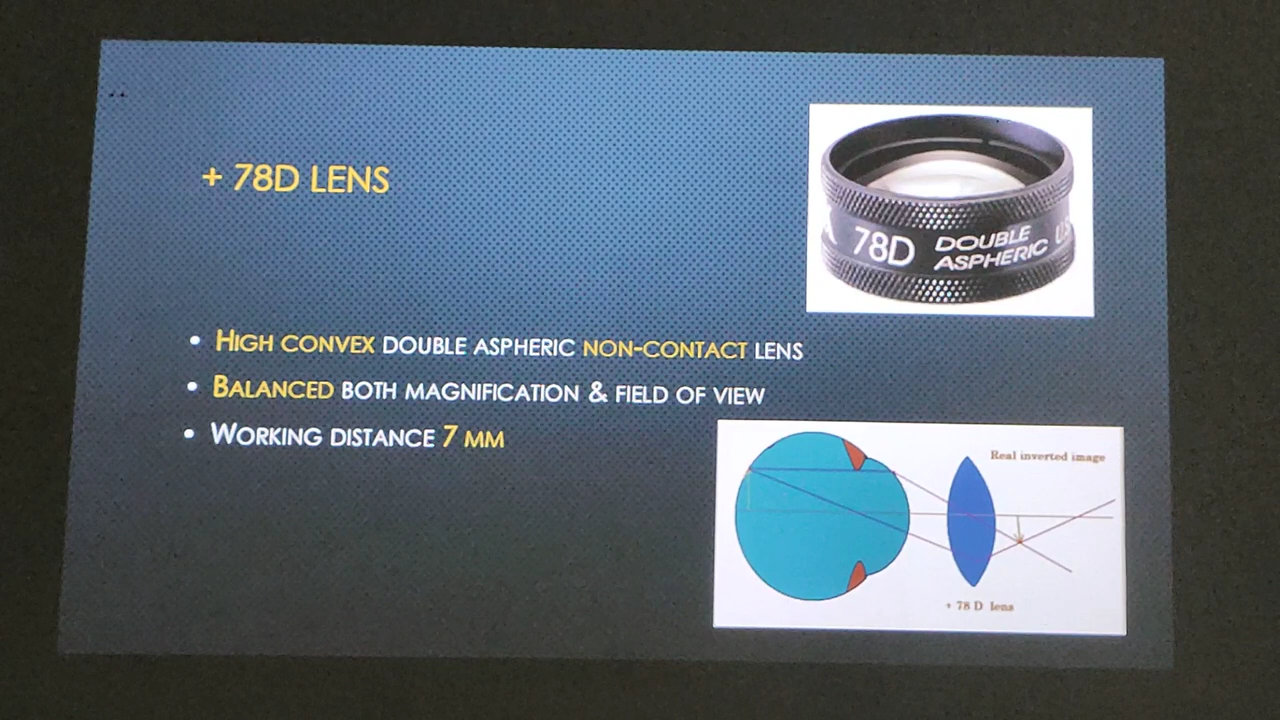 + 78D LENS
A 78D DOUBLE
ASPHERIC
• HIGH CONVEX DOUBLE ASPHERIC NON-CONTACT LENS
• BALANCED BOTH MAGNIFICATION & FIELD OF VIEW
• WORKING DISTANCE 7 MM
Real inverted image
+ 78 D lens